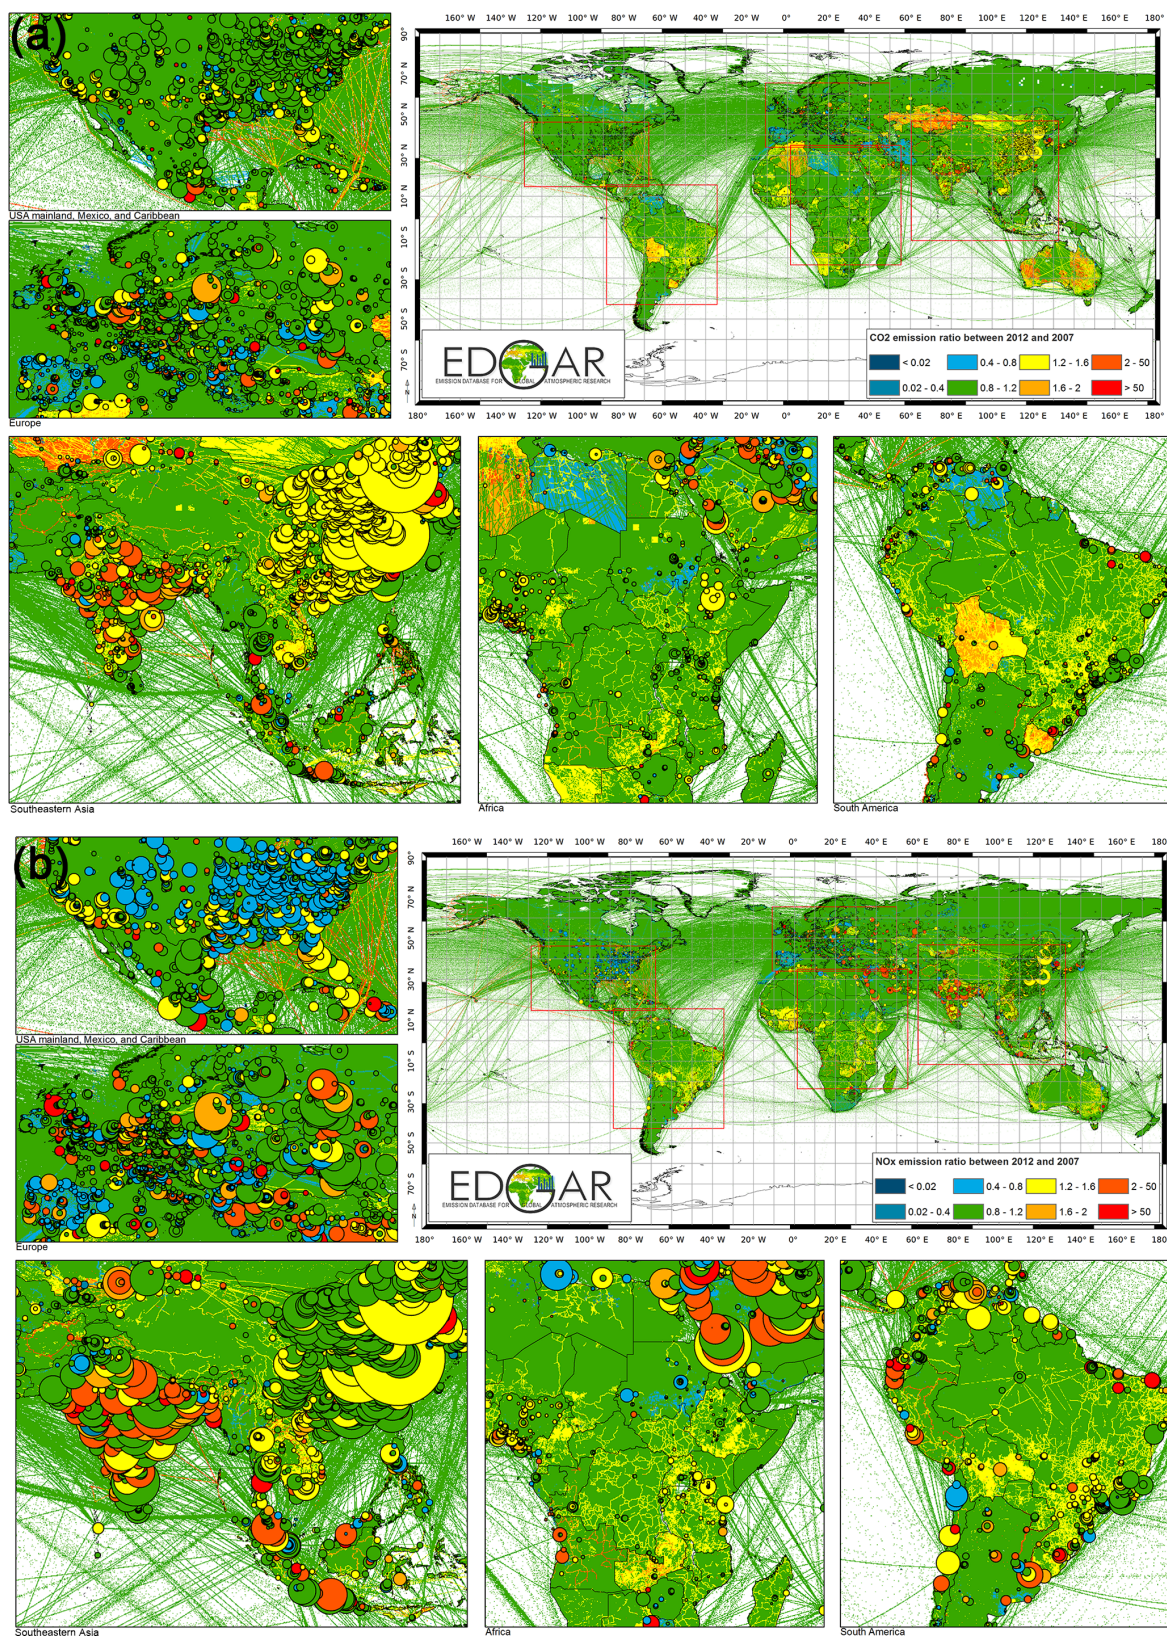 (a)
160° W 140° W 120° W 100° W 80° W 60° W 40° W 20° W 0° 20° E 40° E 60° E 80° E 100° E 120° E 140° E 160° E 180°
90°
70° N
50° N
30° N
10° N
10° S
30° S
50° S
70° S
N
USA mainland, Mexico, and Caribbean
Europe
EDGAR
EMISSION DATABASE FOR GLOBAL ATMOSPHERIC RESEARCH
CO2 emission ratio between 2012 and 2007
< 0.02 0.4 - 0.8 1.2 - 1.6 2 - 50
0.02 - 0.4 0.8 - 1.2 1.6 - 2 > 50
180° 160° W 140° W 120° W 100° W 80° W 60° W 40° W 20° W 0° 20° E 40° E 60° E 80° E 100° E 120° E 140° E 160° E 180°
Southeastern Asia
Africa
South America
(b)
160° W 140° W 120° W 100° W 80° W 60° W 40° W 20° W 0° 20° E 40° E 60° E 80° E 100° E 120° E 140° E 160° E 180
90°
70° N
50° N
30° N
10° N
10° S
30° S
50° S
70° S
N
USA mainland, Mexico, and Caribbean
Europe
EDGAR
EMISSION DATABASE FOR GLOBAL ATMOSPHERIC RESEARCH
NOx emission ratio between 2012 and 2007
< 0.02 0.4 - 0.8 1.2 - 1.6 2 - 50
0.02 - 0.4 0.8 - 1.2 1.6 - 2 > 50
180° 160° W 140° W 120° W 100° W 80° W 60° W 40° W 20° W 0° 20° E 40° E 60° E 80° E 100° E 120° E 140° E 160° E 180
Southeastern Asia
Africa
South America